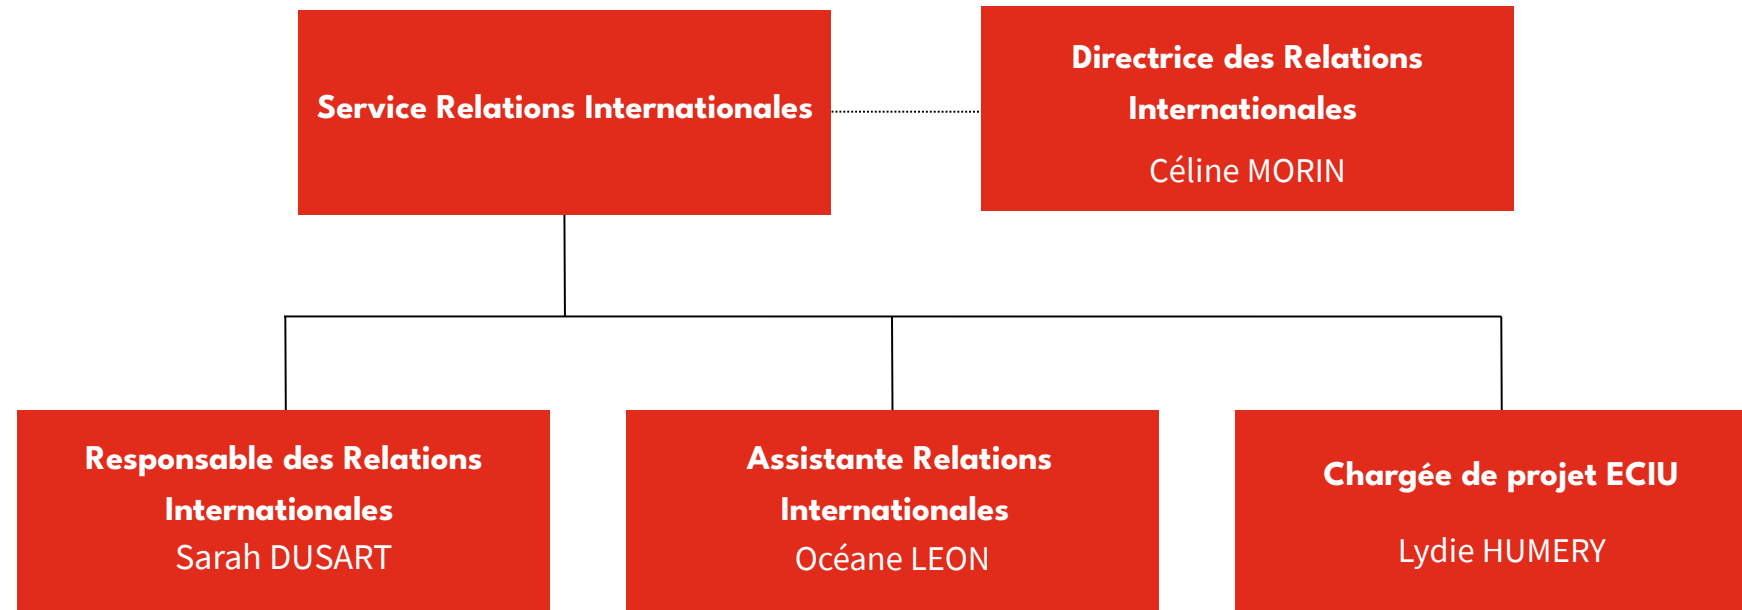 Service Relations Internationales
Directrice des Relations
Internationales
Céline MORIN
Responsable des Relations
Internationales
Sarah DUSART
Assistante Relations
Internationales
Océane LEON
Chargée de projet ECIU
Lydie HUMERY